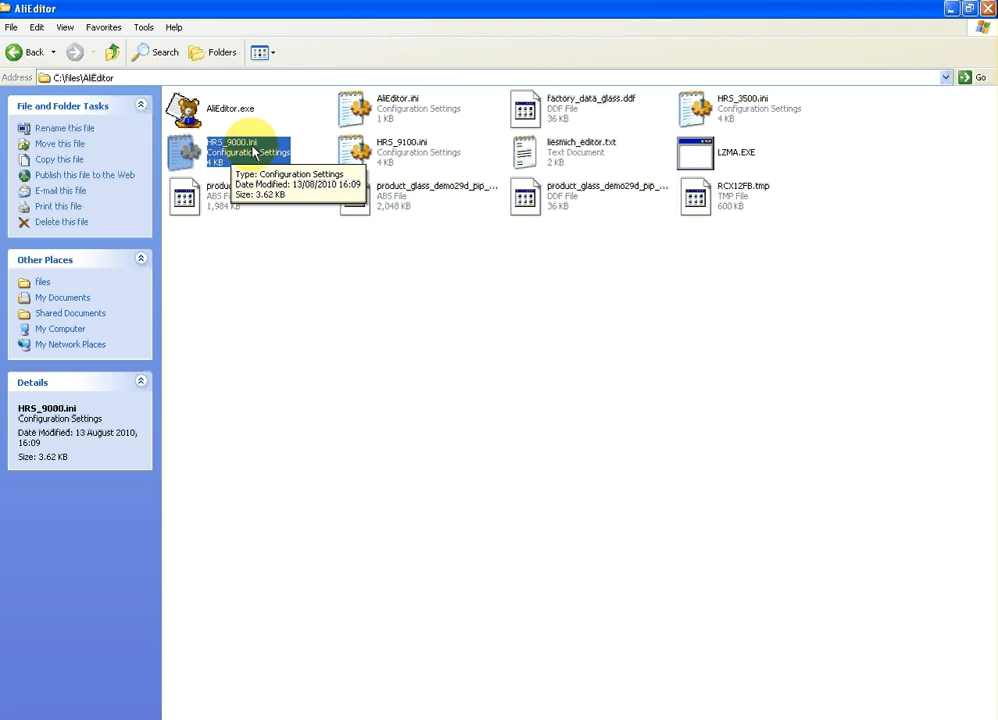 AliEditor
File Edit View Favorites Tools Help
Back Search Folders
Address C:\files\AliEditor Go
File and Folder Tasks
Rename this file
Move this file
Copy this file
Publish this file to the Web
E-mail this file
Print this file
Delete this file
Other Places
files
My Documents
Shared Documents
My Computer
My Network Places
Details
HRS_9000.ini
Configuration Settings
Date Modified: 13 August 2010,
16:09
Size: 3.62 KB
AliEditor.exe
AliEditor.ini
Configuration Settings
1 KB
factory_data_glass.ddf
DDF File
36 KB
HRS_3500.ini
Configuration Settings
4 KB
HRS_9000.ini
Configuration Settings
4 KB
HRS_9100.ini
Configuration Settings
4 KB
liesmich_editor.txt
Text Document
2 KB
LZMA.EXE
Type: Configuration Settings
Date Modified: 13/08/2010 16:09
Size: 3.62 KB
ABS File
1,984 KB
product_glass_demo29d_pip_...
ABS File
2,048 KB
product_glass_demo29d_pip_...
DDF File
36 KB
RCX12FB.tmp
TMP File
600 KB